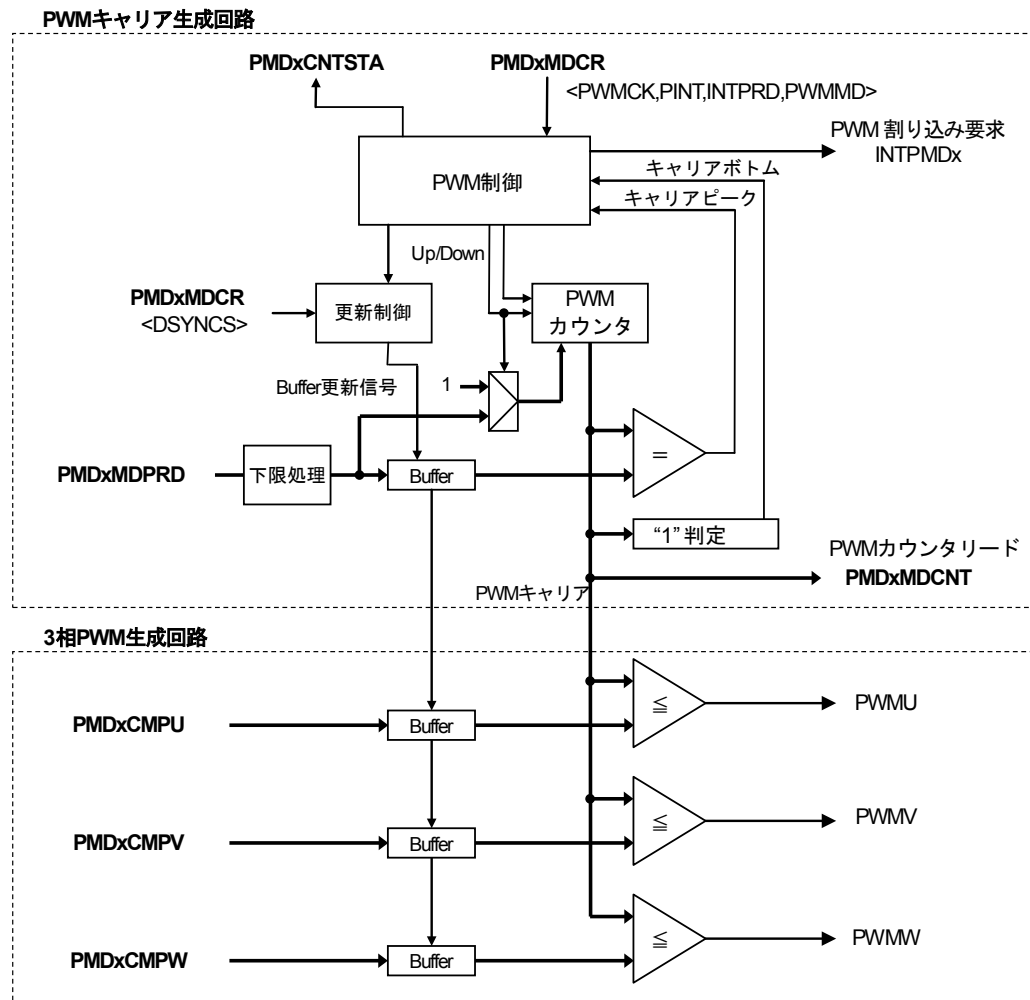 PWMキャリア生成回路
PMDxCNTSTA
PMDxMDCR
<PWMCK,PINT,INTPRD,PWMMD>
PWM 割り込み要求
INTPMDx
PWM制御
キャリアボトム
キャリアピーク
Up/Down
PMDxMDCR
<DSYNCS>
更新制御
PWM
カウンタ
Buffer更新信号
1
PMDxMDPRD
下限処理
Buffer
=
“1” 判定
PWMカウンタリード
PMDxMDCNT
PWMキャリア
3相PWM生成回路
PMDxCMPU
Buffer
≦
PWMU
PMDxCMPV
Buffer
≦
PWMV
PMDxCMPW
Buffer
≦
PWMW